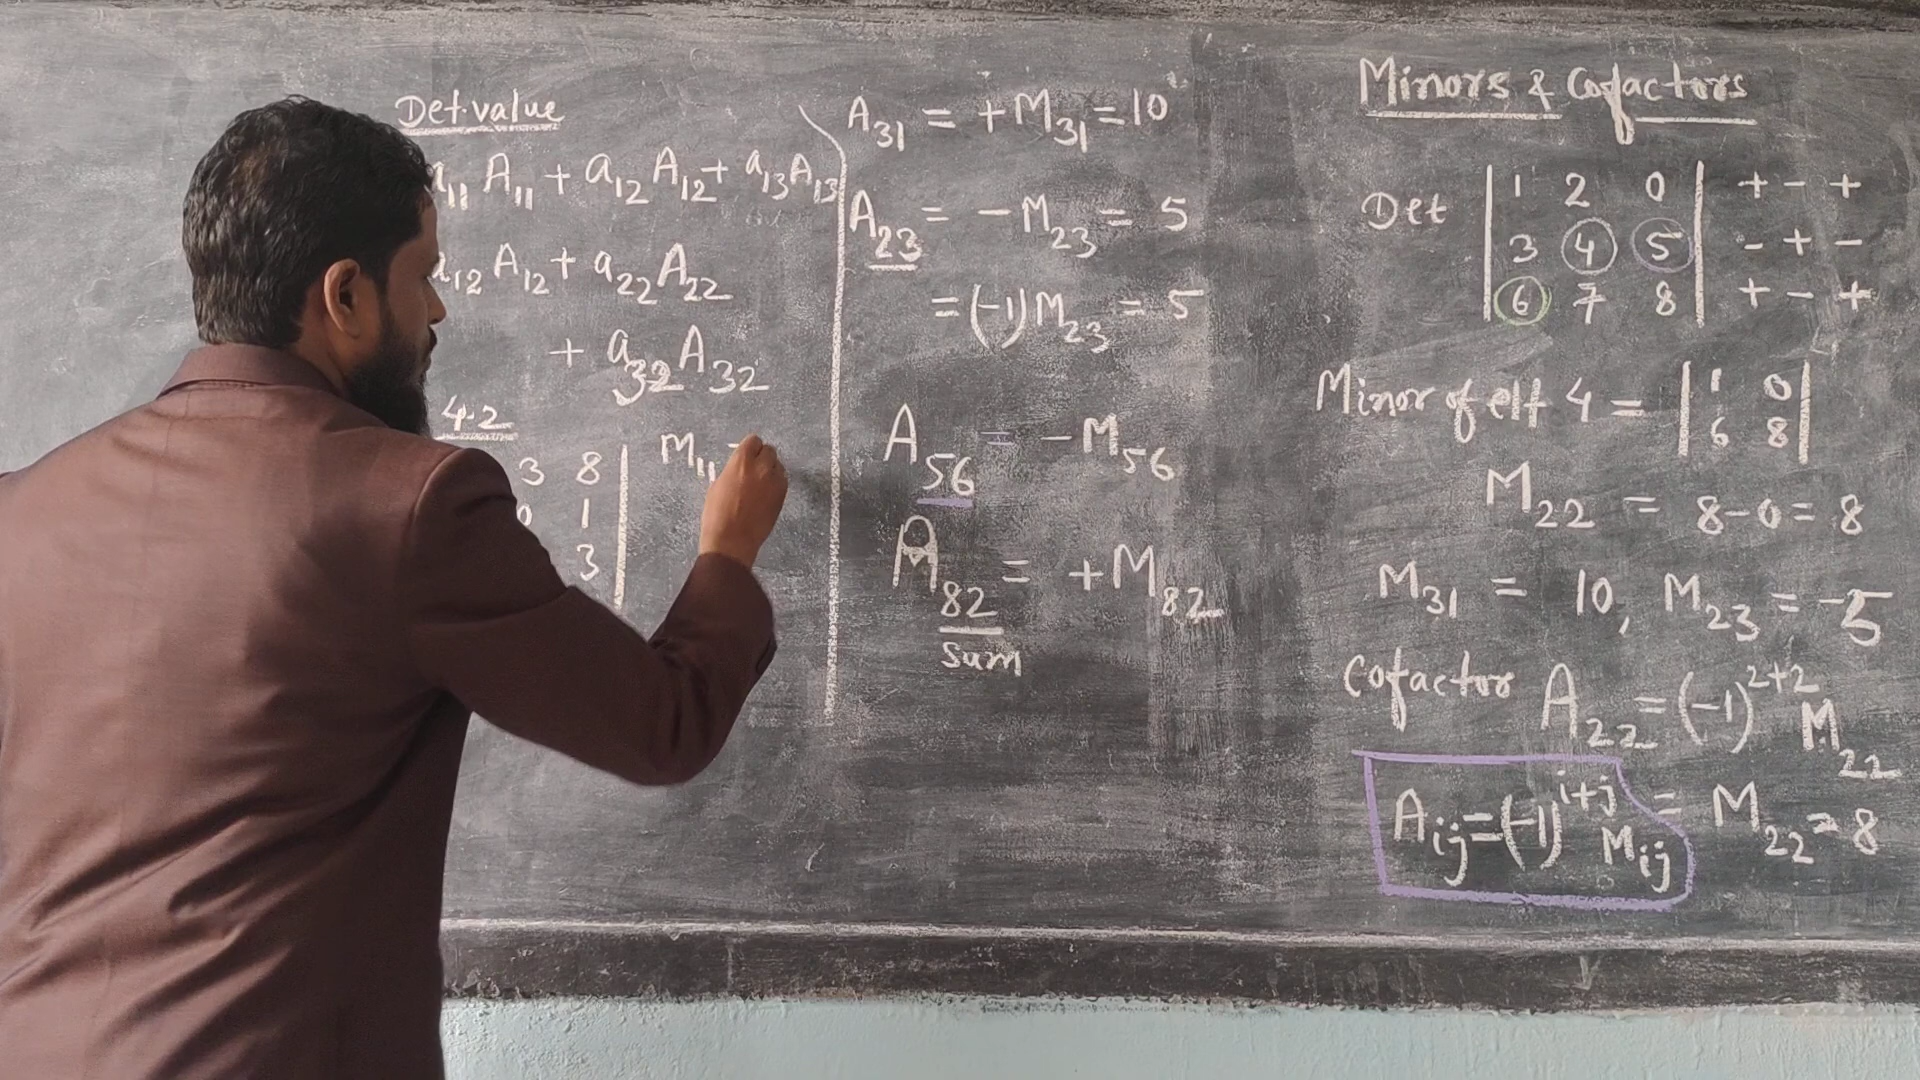 Det.value
a11 A11 + a12 A12 + a13 A13
a12 A12 + a22 A22
+ a32 A32
4.2
3 8
0 1
3
M11 =
A31 = +M31 = 10
A23 = -M23 = 5
= (-1) M23 = 5
A56 = -M56
A82 = +M82
Sum
Minors & Cofactors
Det | 1 2 0 | + - +
| 3 4 5 | - + -
| 6 7 8 | + - +
Minor of elt 4 = | 1 0 |
| 6 8 |
M22 = 8-0 = 8
M31 = 10, M23 = -5
Cofactor A22 = (-1)^2+2 M22
Aij = (-1)^i+j Mij = M22 = 8